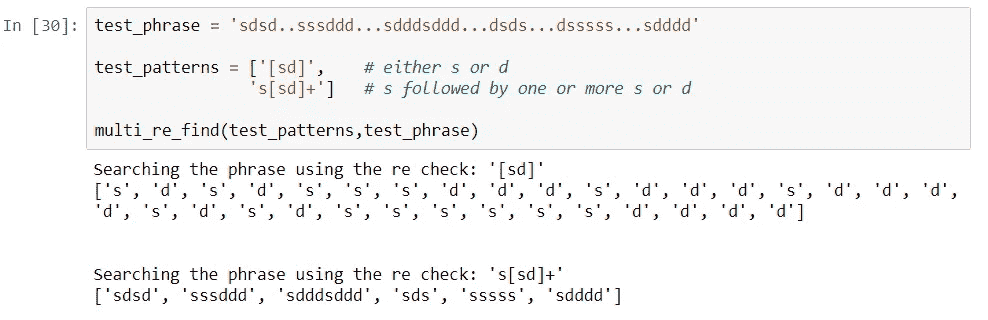 In [30]: test_phrase = 'sdsd..sssddd...sdddsddd...dsds...dsssss...sdddd'
test_patterns = ['[sd]', # either s or d
's[sd]+'] # s followed by one or more s or d
multi_re_find(test_patterns,test_phrase)
Searching the phrase using the re check: '[sd]'
['s', 'd', 's', 'd', 's', 's', 's', 'd', 'd', 'd', 's', 'd', 'd', 'd', 's', 'd', 'd', 'd',
'd', 's', 'd', 's', 'd', 's', 's', 's', 's', 's', 's', 'd', 'd', 'd', 'd']
Searching the phrase using the re check: 's[sd]+'
['sdsd', 'sssddd', 'sdddsddd', 'sds', 'sssss', 'sdddd']